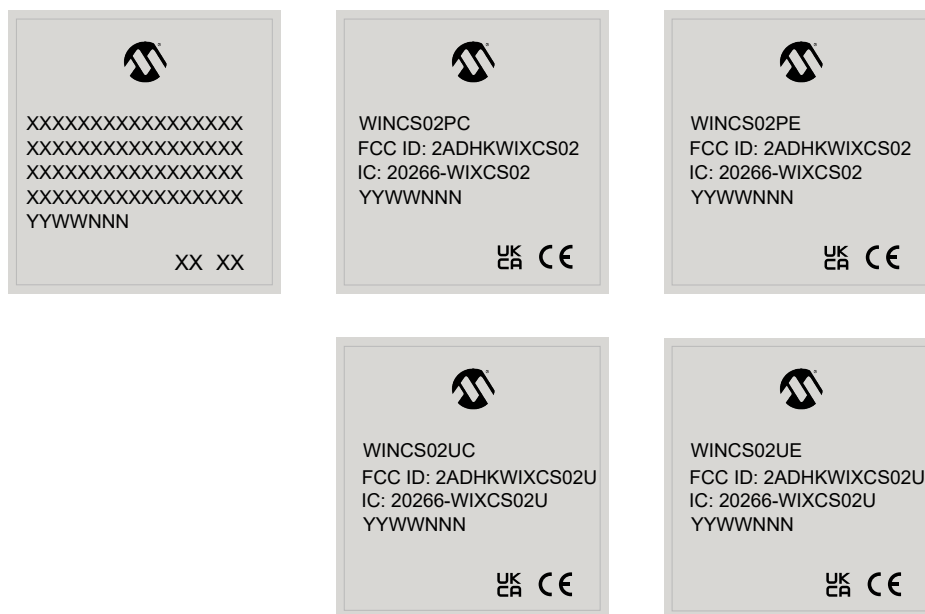 XXXXXXXXXXXXXXXXX
XXXXXXXXXXXXXXXXX
XXXXXXXXXXXXXXXXX
XXXXXXXXXXXXXXXXX
YYWWNNN
XX XX
WINCS02PC
FCC ID: 2ADHKWIXCS02
IC: 20266-WIXCS02
YYWWNNN
UK
CA CE
WINCS02PE
FCC ID: 2ADHKWIXCS02
IC: 20266-WIXCS02
YYWWNNN
UK
CA CE
WINCS02UC
FCC ID: 2ADHKWIXCS02U
IC: 20266-WIXCS02U
YYWWNNN
UK
CA CE
WINCS02UE
FCC ID: 2ADHKWIXCS02U
IC: 20266-WIXCS02U
YYWWNNN
UK
CA CE